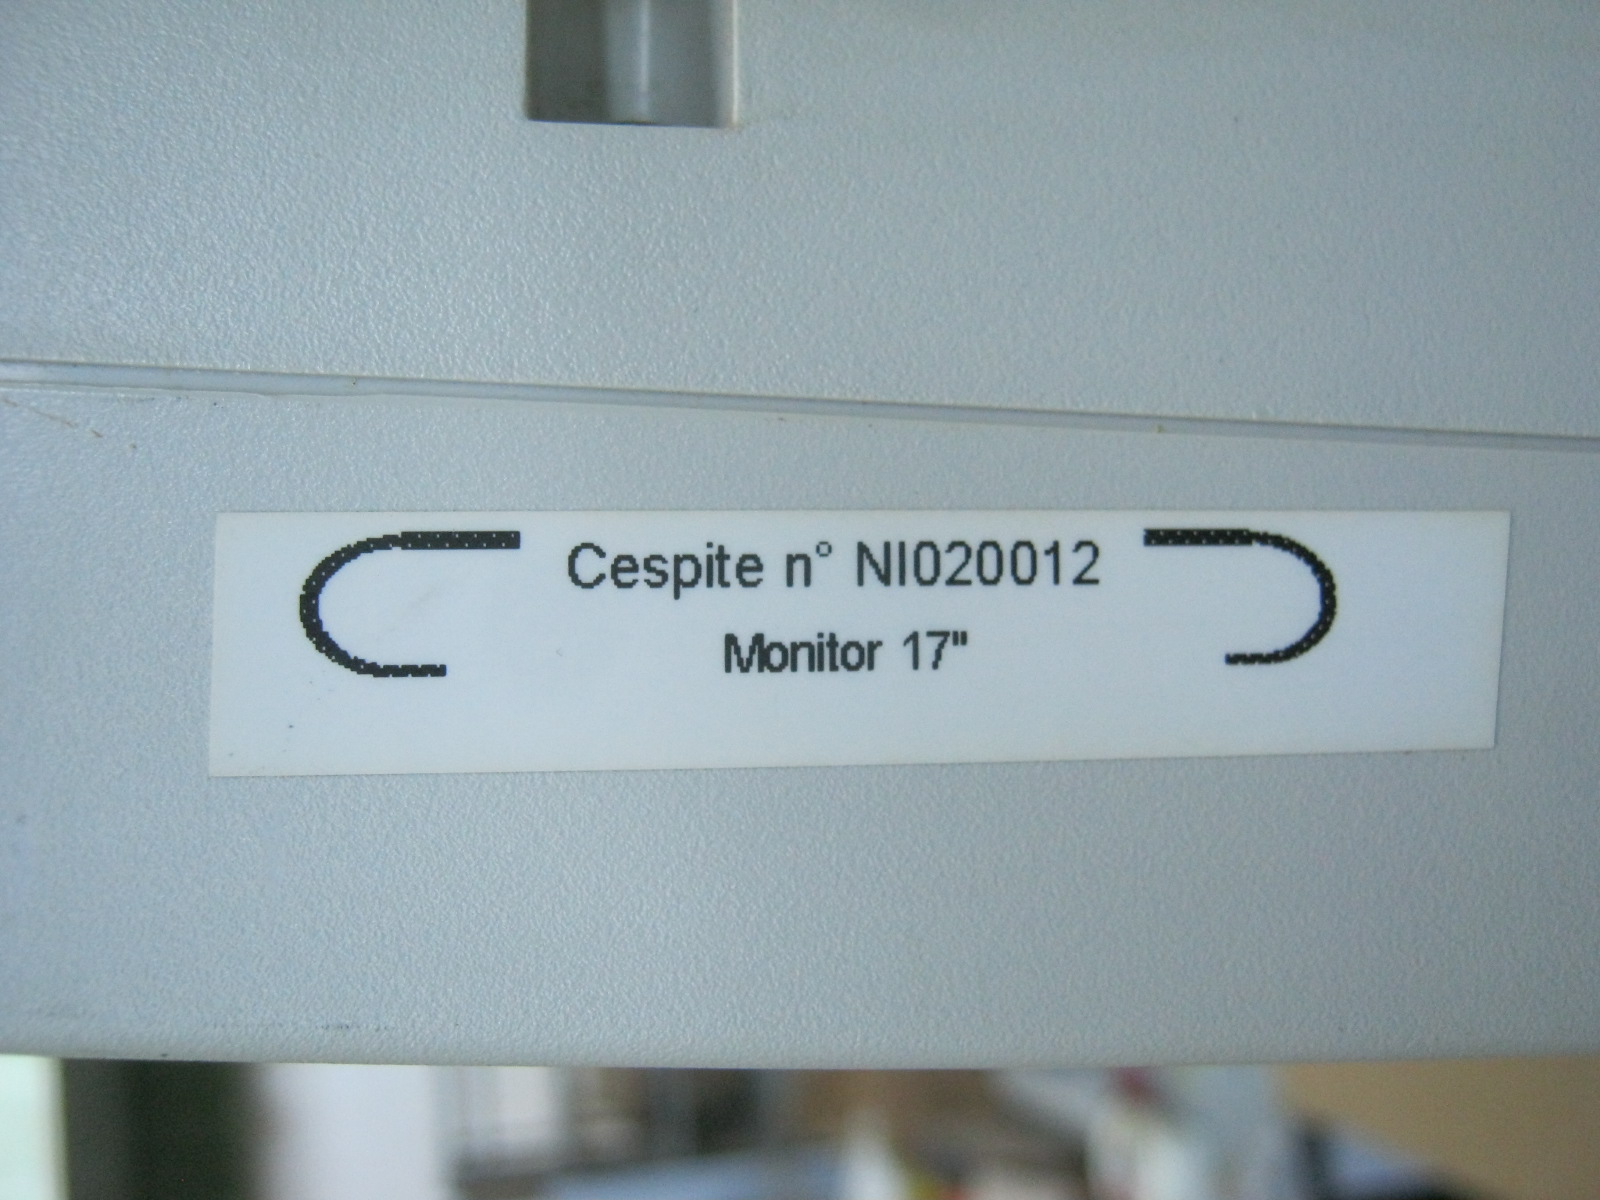 Cespite n° NI020012
Monitor 17"